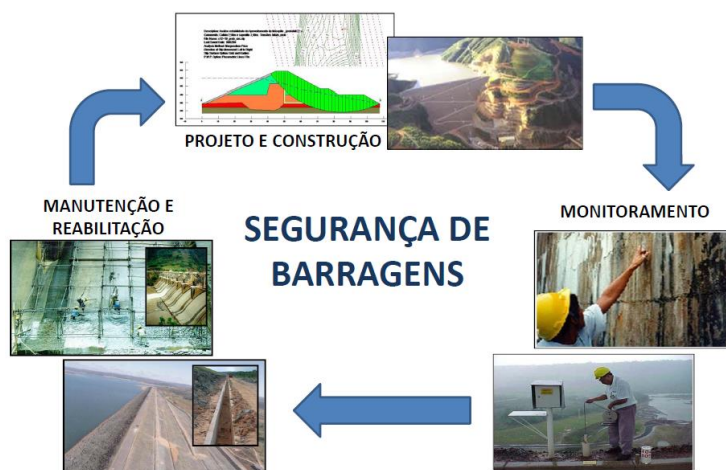 PROJETO E CONSTRUÇÃO
MANUTENÇÃO E
REABILITAÇÃO
MONITORAMENTO
SEGURANÇA DE
BARRAGENS